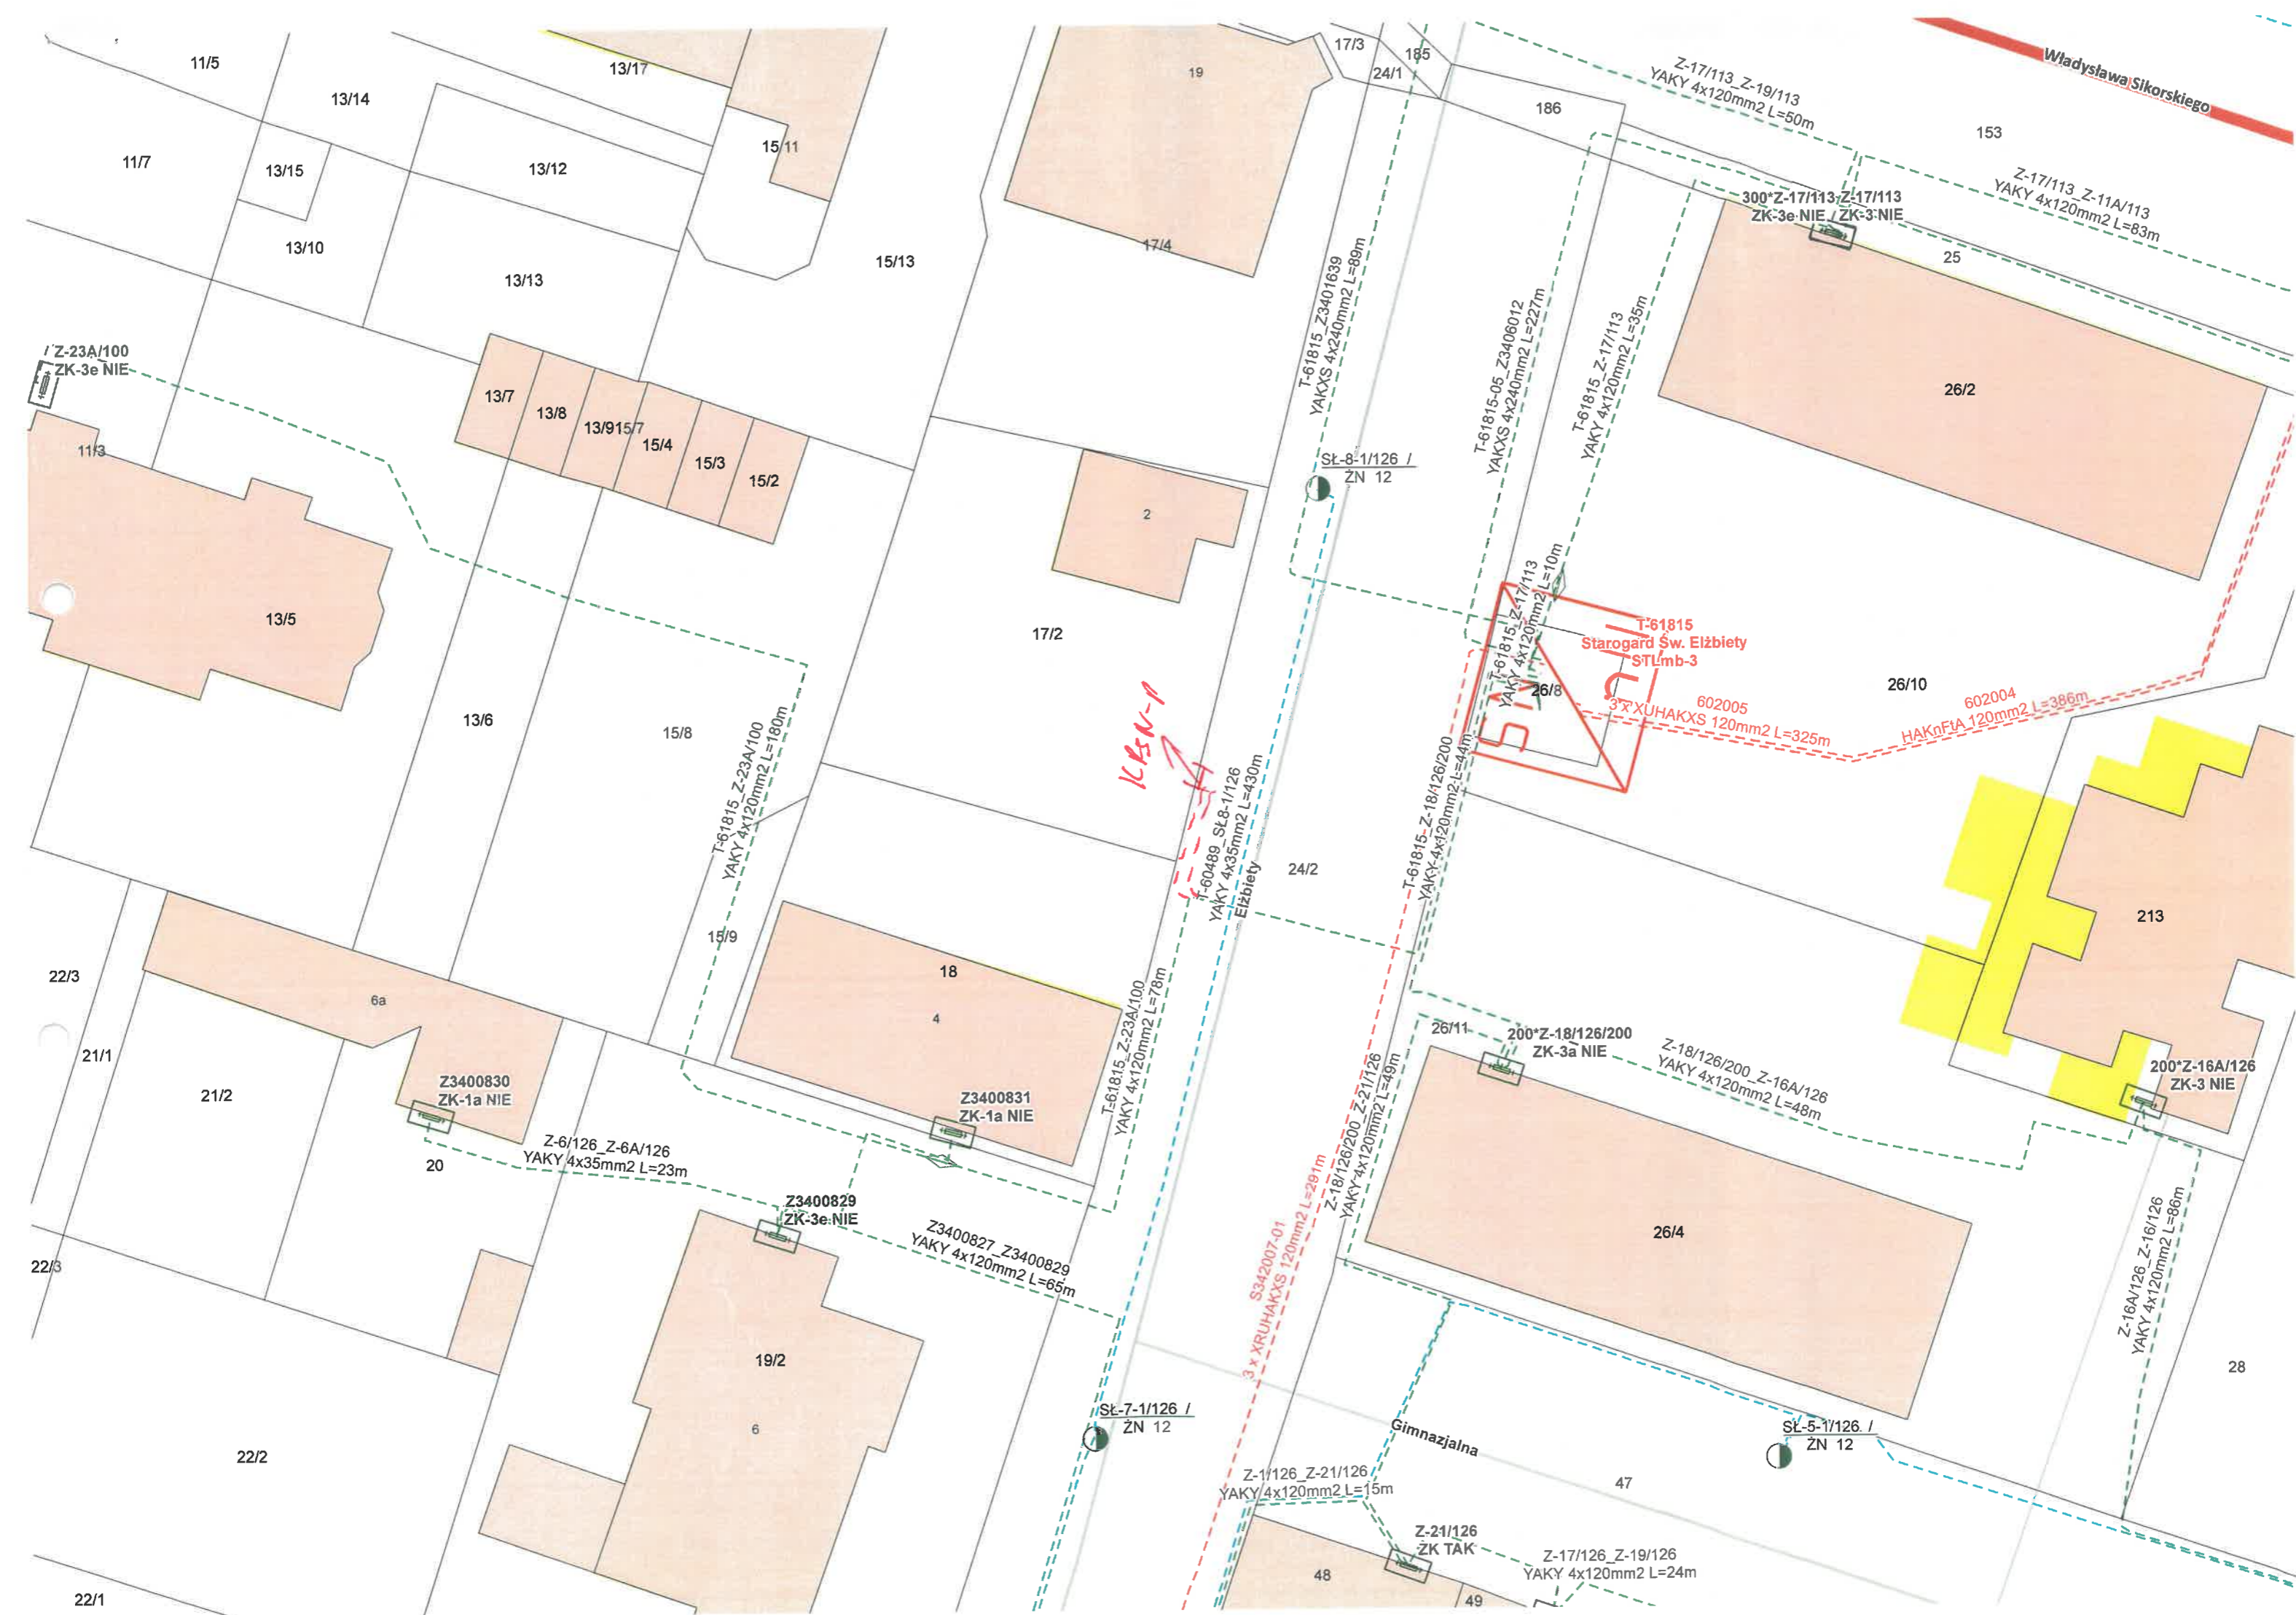 11/5
13/14
13/17
19
17/3
185
24/1
186
Z-17/113_Z-19/113
YAKY 4x120mm2 L=50m
Władysława Sikorskiego
153
11/7
13/15
13/12
15/11
Z-17/113_Z-11A/113
YAKY 4x120mm2 L=83m
300*Z-17/113 Z-17/113
ZK-3e NIE / ZK-3 NIE
13/10
13/13
15/13
17/4
25
T-61815_Z3401639
YAKXS 4x240mm2 L=89m
T-61815-05_Z3406012
YAKXS 4x240mm2 L=227m
T-61815_Z-17/113
YAKY 4x120mm2 L=35m
/ Z-23A/100
ZK-3e NIE
13/7
13/8
13/9
15/7
15/4
15/3
15/2
26/2
11/3
SŁ-8-1/126 /
ŻN 12
2
13/5
17/2
T-61815_Z-17/113
YAKY 4x120mm2 L=10m
T-61815
Starogard Św. Elżbiety
STLmb-3
26/8
26/10
602005
3 x XUHAKXS 120mm2 L=325m
602004
HAKnFtA 120mm2 L=386m
13/6
15/8
T-61815_Z-23A/100
YAKY 4x120mm2 L=180m
KRSN-P
T-60489_SŁ8-1/126
YAKY 4x35mm2 L=430m
Elżbiety
24/2
T-61815_Z-18/126/200
YAKY 4x120mm2 L=44m
213
15/9
22/3
18
6a
4
T-61815_Z-23A/100
YAKY 4x120mm2 L=78m
21/1
21/2
Z3400830
ZK-1a NIE
Z3400831
ZK-1a NIE
26/11
200*Z-18/126/200
ZK-3a NIE
Z-18/126/200_Z-16A/126
YAKY 4x120mm2 L=48m
200*Z-16A/126
ZK-3 NIE
Z-18/126/200_Z-21/126
YAKY 4x120mm2 L=49m
Z-6/126_Z-6A/126
YAKY 4x35mm2 L=23m
20
Z3400829
ZK-3e NIE
Z3400827_Z3400829
YAKY 4x120mm2 L=65m
S342007-01
3 x XRUHAKXS 120mm2 L=291m
26/4
Z-16A/126_Z-16/126
YAKY 4x120mm2 L=86m
22/3
19/2
28
6
SŁ-7-1/126 /
ŻN 12
Gimnazjalna
SŁ-5-1/126 /
ŻN 12
22/2
Z-1/126_Z-21/126
YAKY 4x120mm2 L=15m
47
Z-21/126
ZK TAK
Z-17/126_Z-19/126
YAKY 4x120mm2 L=24m
48
49
22/1